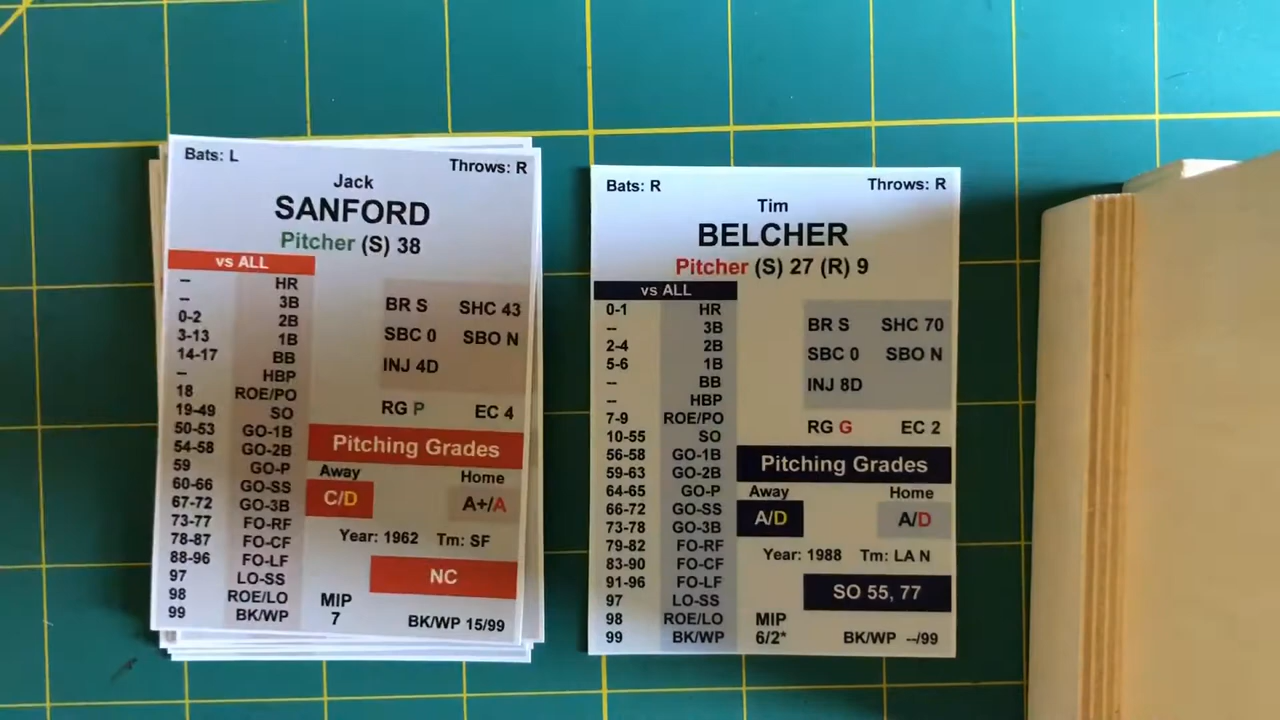 Bats: L Throws: R
Jack
SANFORD
Pitcher (S) 38
vs ALL
-- HR
-- 3B
0-2 2B
3-13 1B
14-17 BB
-- HBP
18 ROE/PO
19-49 SO
50-53 GO-1B
54-58 GO-2B
59 GO-P
60-66 GO-SS
67-72 GO-3B
73-77 FO-RF
78-87 FO-CF
88-96 FO-LF
97 LO-SS
98 ROE/LO
99 BK/WP
BR S SHC 43
SBC 0 SBO N
INJ 4D
RG P EC 4
Pitching Grades
Away Home
C/D A+/A
Year: 1962 Tm: SF
NC
MIP
7 BK/WP 15/99
Bats: R Throws: R
Tim
BELCHER
Pitcher (S) 27 (R) 9
vs ALL
0-1 HR
-- 3B
2-4 2B
5-6 1B
-- BB
-- HBP
7-9 ROE/PO
10-55 SO
56-58 GO-1B
59-63 GO-2B
64-65 GO-P
66-72 GO-SS
73-78 GO-3B
79-82 FO-RF
83-90 FO-CF
91-96 FO-LF
97 LO-SS
98 ROE/LO
99 BK/WP
BR S SHC 70
SBC 0 SBO N
INJ 8D
RG G EC 2
Pitching Grades
Away Home
A/D A/D
Year: 1988 Tm: LA N
SO 55, 77
MIP
6/2* BK/WP --/99